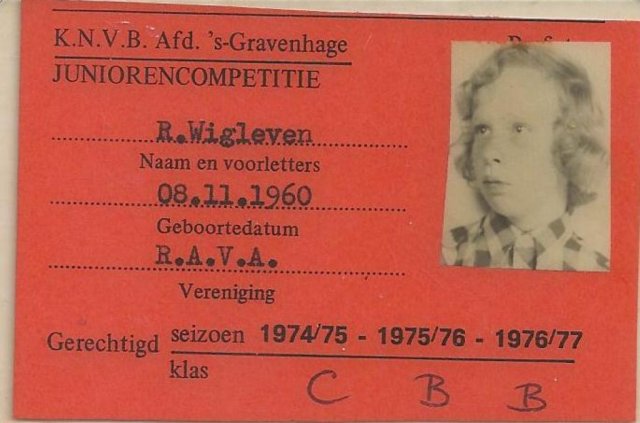 K.N.V.B. Afd. 's-Gravenhage
JUNIORENCOMPETITIE
R.Wigleven
Naam en voorletters
08.11.1960
Geboortedatum
R.A.V.A.
Vereniging
Gerechtigd seizoen 1974/75 - 1975/76 - 1976/77
klas C B B